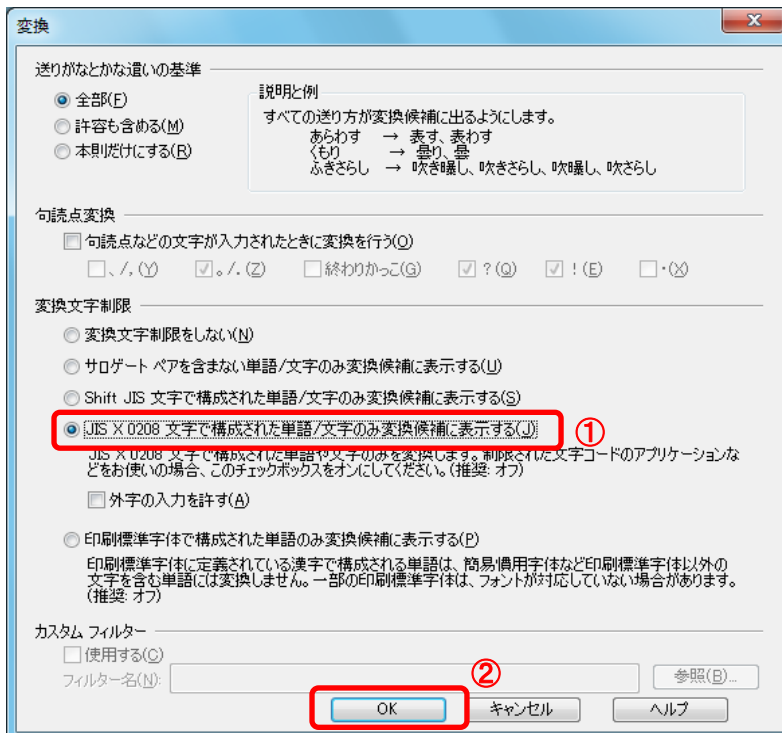 変換
送りがなとかな遣いの基準
全部(F)
許容も含める(M)
本則だけにする(R)
説明と例
すべての送り方が変換候補に出るようにします。
あらわす → 表す、表わす
くもり → 曇り、曇
ふきさらし → 吹き曝し、吹きさらし、吹曝し、吹さらし
句読点変換
句読点などの文字が入力されたときに変換を行う(O)
、/,(Y) 。/.(Z) 終わりかっこ(G) ?(Q) !(E) ・(X)
変換文字制限
変換文字制限をしない(N)
サロゲート ペアを含まない単語/文字のみ変換候補に表示する(U)
Shift JIS 文字で構成された単語/文字のみ変換候補に表示する(S)
JIS X 0208 文字で構成された単語/文字のみ変換候補に表示する(J) ①
JIS X 0208 文字で構成された単語や文字のみを変換します。制限された文字コードのアプリケーションな
どをお使いの場合、このチェックボックスをオンにしてください。(推奨: オフ)
外字の入力を許す(A)
印刷標準字体で構成された単語のみ変換候補に表示する(P)
印刷標準字体に定義されている漢字で構成される単語は、簡易慣用字体など印刷標準字体以外の
文字を含む単語には変換しません。一部の印刷標準字体は、フォントが対応していない場合があります。
(推奨: オフ)
カスタム フィルター
使用する(C)
フィルター名(N): 参照(B)...
②
OK キャンセル ヘルプ